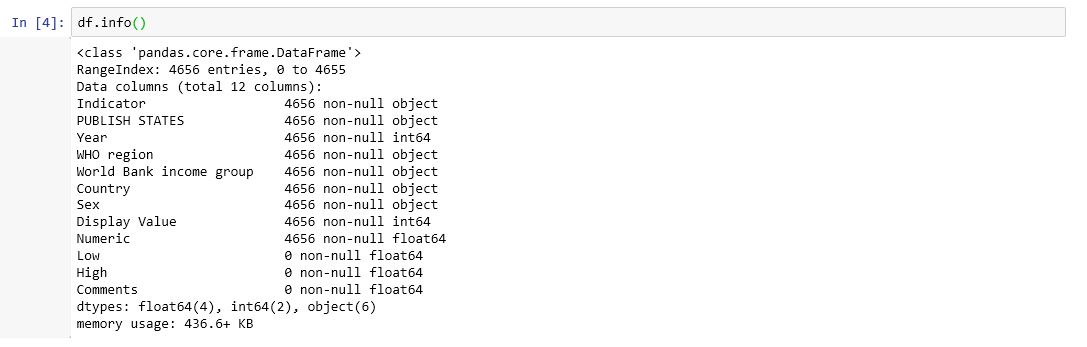 In [4]: df.info()
<class 'pandas.core.frame.DataFrame'>
RangeIndex: 4656 entries, 0 to 4655
Data columns (total 12 columns):
Indicator                  4656 non-null object
PUBLISH STATES             4656 non-null object
Year                       4656 non-null int64
WHO region                 4656 non-null object
World Bank income group    4656 non-null object
Country                    4656 non-null object
Sex                        4656 non-null object
Display Value              4656 non-null int64
Numeric                    4656 non-null float64
Low                        0 non-null float64
High                       0 non-null float64
Comments                   0 non-null float64
dtypes: float64(4), int64(2), object(6)
memory usage: 436.6+ KB